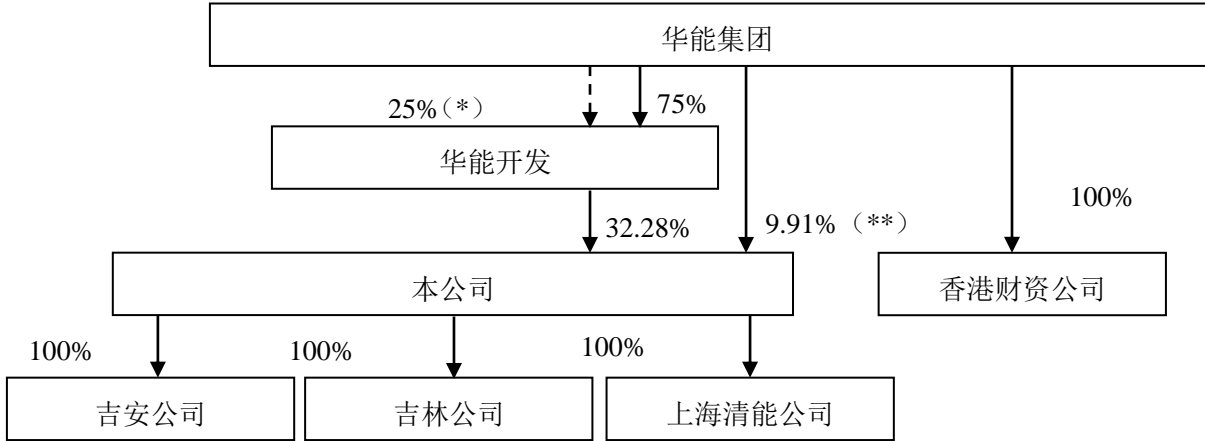 华能集团
25%（*）
75%
华能开发
100%
32.28%
9.91%（**）
本公司
香港财资公司
100%
100%
100%
吉安公司
吉林公司
上海清能公司